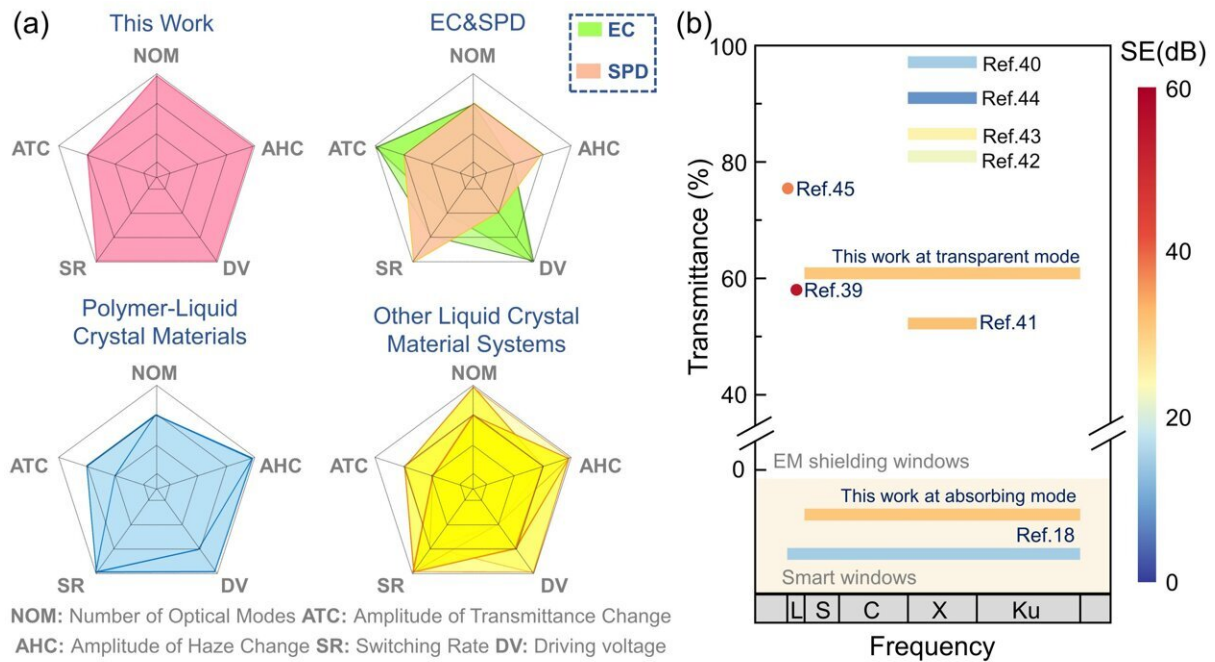 (a)
This Work
NOM
ATC
AHC
SR
DV
EC&SPD
EC
SPD
NOM
ATC
AHC
SR
DV
Polymer-Liquid
Crystal Materials
NOM
ATC
AHC
SR
DV
Other Liquid Crystal
Material Systems
NOM
ATC
AHC
SR
DV
NOM: Number of Optical Modes ATC: Amplitude of Transmittance Change
AHC: Amplitude of Haze Change SR: Switching Rate DV: Driving voltage
(b)
SE(dB)
Transmittance (%)
100
80
60
40
0
Ref.40
Ref.44
Ref.43
Ref.42
Ref.45
This work at transparent mode
Ref.39
Ref.41
EM shielding windows
This work at absorbing mode
Ref.18
Smart windows
L S C X Ku
Frequency
60
40
20
0